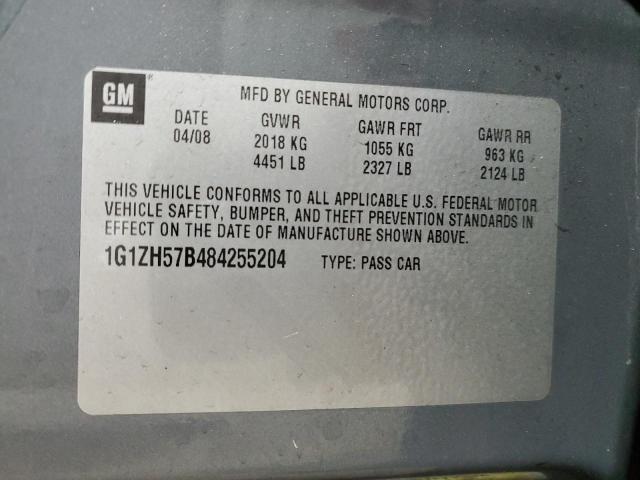 GM ®
MFD BY GENERAL MOTORS CORP.
DATE GVWR GAWR FRT GAWR RR
04/08 2018 KG 1055 KG 963 KG
4451 LB 2327 LB 2124 LB
THIS VEHICLE CONFORMS TO ALL APPLICABLE U.S. FEDERAL MOTOR
VEHICLE SAFETY, BUMPER, AND THEFT PREVENTION STANDARDS IN
EFFECT ON THE DATE OF MANUFACTURE SHOWN ABOVE.
1G1ZH57B484255204 TYPE: PASS CAR